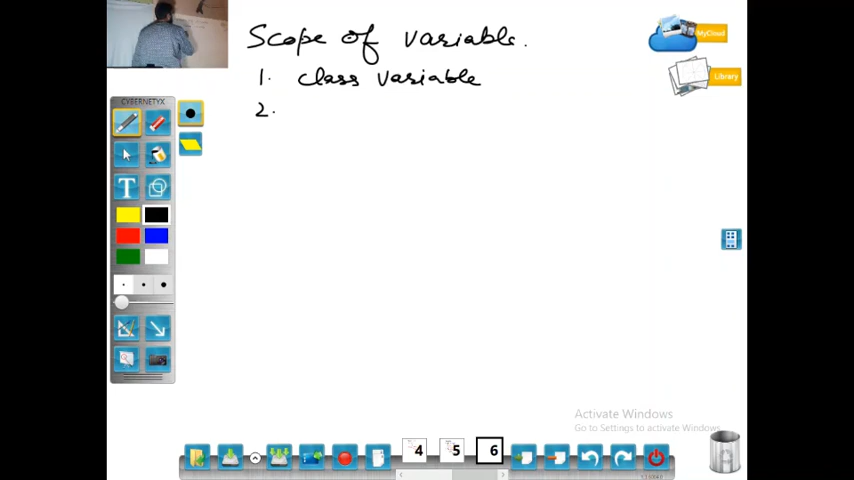 Scope of variable.
1. class variable
2.
MyCloud
Library
CYBERNETYX
T
Activate Windows
Go to Settings to activate Windows.
4 5 6